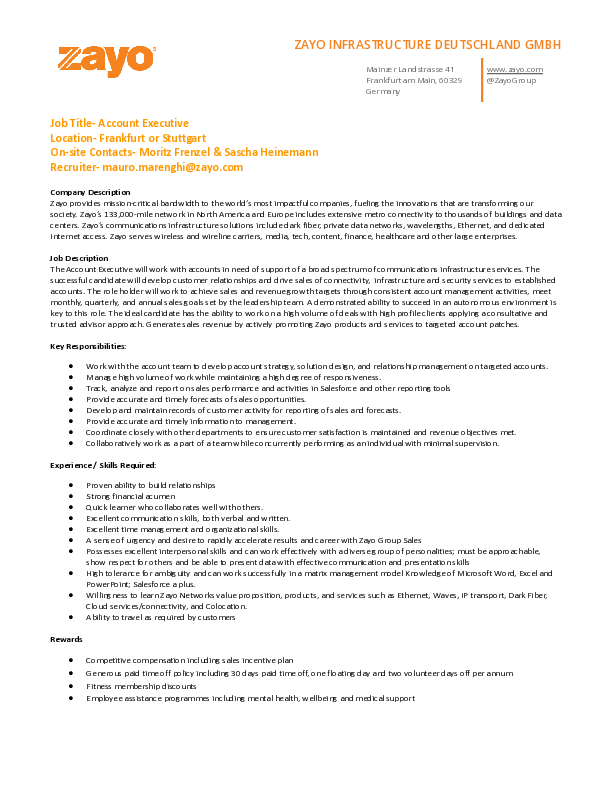 zayo
ZAYO INFRASTRUCTURE DEUTSCHLAND GMBH
Mainzer Landstrasse 41
Frankfurt am Main, 60329
Germany
www.zayo.com
@ZayoGroup
Job Title- Account Executive
Location- Frankfurt or Stuttgart
On-site Contacts- Moritz Frenzel & Sascha Heinemann
Recruiter- mauro.marenghi@zayo.com
Company Description
Zayo provides mission-critical bandwidth to the world's most impactful companies, fueling the innovations that are transforming our
society. Zayo's 133,000-mile network in North America and Europe includes extensive metro connectivity to thousands of buildings and data
centers. Zayo's communications infrastructure solutions include dark fiber, private data networks, wavelengths, Ethernet, and dedicated
Internet access. Zayo serves wireless and wireline carriers, media, tech, content, finance, healthcare and other large enterprises.
Job Description
The Account Executive will work with accounts in need of support of a broad spectrum of communications infrastructure services. The
successful candidate will develop customer relationships and drive sales of connectivity, infrastructure and security services to established
accounts. The role holder will work to achieve sales and revenue growth targets through consistent account management activities, meet
monthly, quarterly, and annual sales goals set by the leadership team. A demonstrated ability to succeed in an autonomous environment is
key to this role. The ideal candidate has the ability to work on a high volume of deals with high profile clients applying a consultative and
trusted advisor approach. Generate sales revenue by actively promoting Zayo products and services to targeted account patches.
Key Responsibilities:
● Work with the account team to develop account strategy, solution design, and relationship management on targeted accounts.
● Manage high volume of work while maintaining a high degree of responsiveness.
● Track, analyze and report on sales performance and activities in Salesforce and other reporting tools
● Provide accurate and timely forecasts of sales opportunities.
● Develop and maintain records of customer activity for reporting of sales and forecasts.
● Provide accurate and timely information to management.
● Coordinate closely with other departments to ensure customer satisfaction is maintained and revenue objectives met.
● Collaboratively work as a part of a team while concurrently performing as an individual with minimal supervision.
Experience/ Skills Required:
● Proven ability to build relationships
● Strong financial acumen
● Quick learner who collaborates well with others.
● Excellent communication skills, both verbal and written.
● Excellent time management and organizational skills.
● A sense of urgency and desire to rapidly accelerate results and career with Zayo Group Sales
● Possesses excellent interpersonal skills and can work effectively with a diverse group of personalities; must be approachable,
show respect for others and be able to present data with effective communication and presentation skills
● High tolerance for ambiguity and can work successfully in a matrix management model Knowledge of Microsoft Word, Excel and
PowerPoint; Salesforce a plus.
● Willingness to learn Zayo Networks value proposition, products, and services such as Ethernet, Waves, IP transport, Dark Fiber,
Cloud services/connectivity, and Colocation.
● Ability to travel as required by customers
Rewards
● Competitive compensation including sales incentive plan
● Generous paid time off policy including 30 days paid time off, one floating day and two volunteer days off per annum
● Fitness membership discounts
● Employee assistance programmes including mental health, wellbeing and medical support